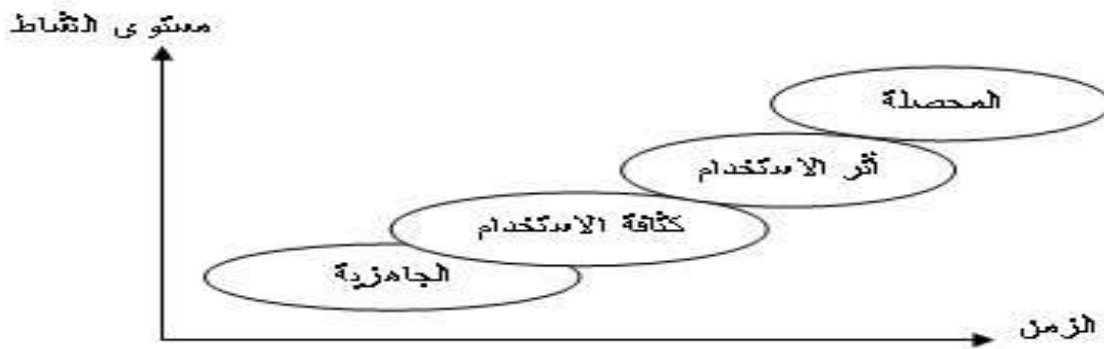 مستوى النشاط
المحصلة
أثر الاستخدام
كثافة الاستخدام
الجاهزية
الزمن